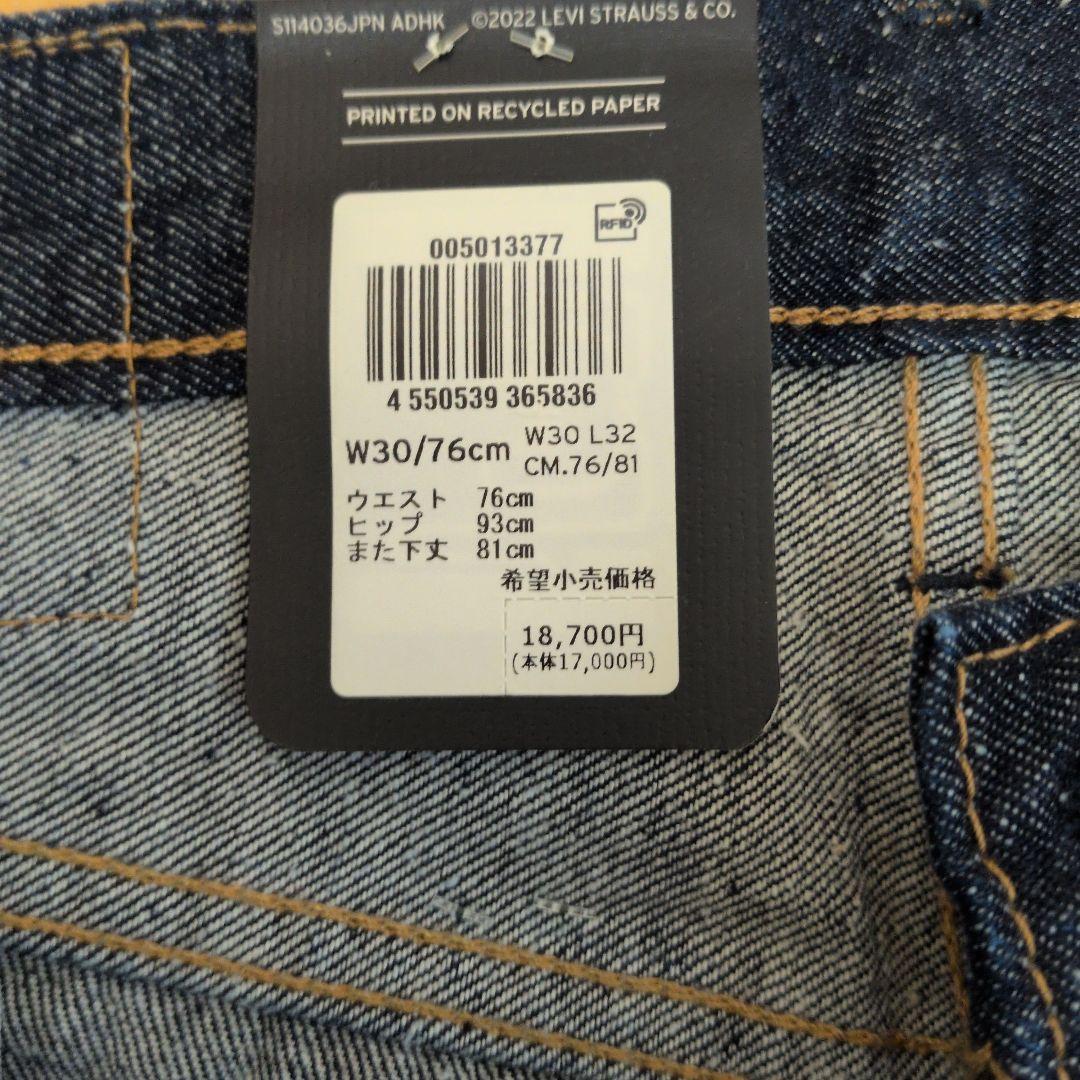 S114036JPN ADHK ©2022 LEVI STRAUSS & CO.
PRINTED ON RECYCLED PAPER
RFID
005013377
4 550539 365836
W30/76cm W30 L32
CM.76/81
ウエスト 76cm
ヒップ 93cm
また下丈 81cm
希望小売価格
18,700円
(本体17,000円)